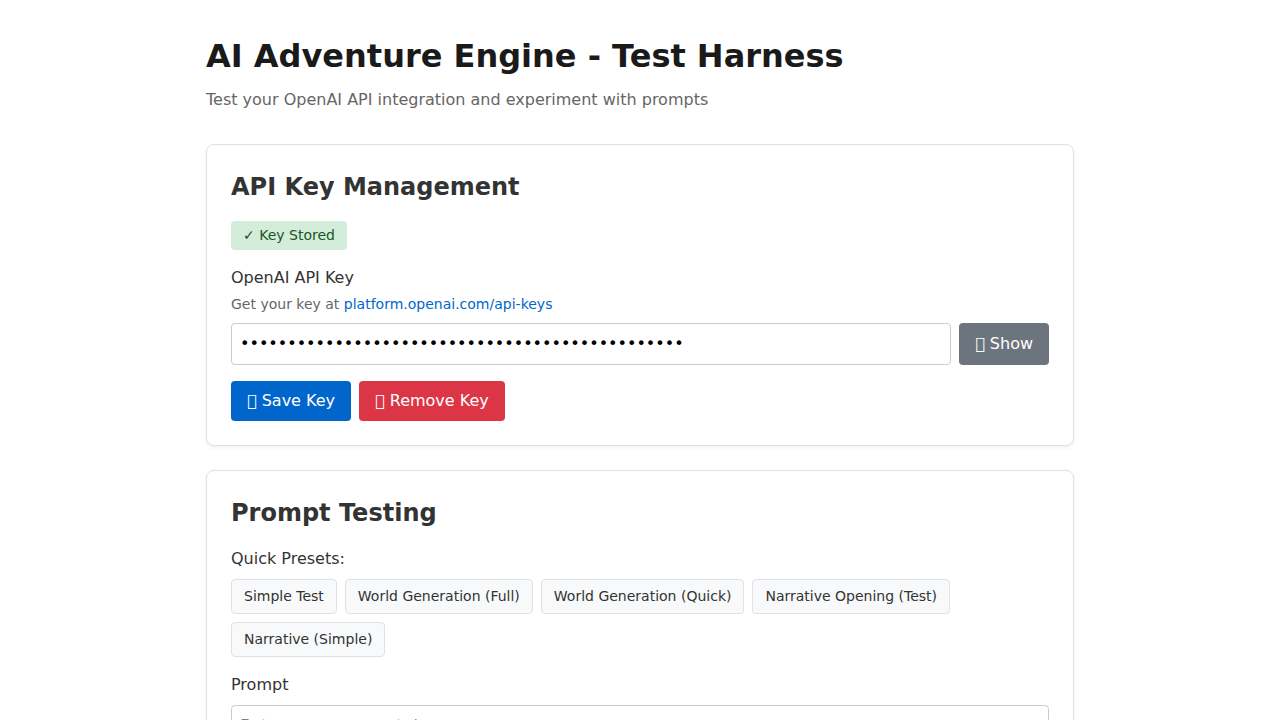 AI Adventure Engine - Test Harness
Test your OpenAI API integration and experiment with prompts
API Key Management
✓ Key Stored
OpenAI API Key
Get your key at platform.openai.com/api-keys
•••••••••••••••••••••••••••••••••••••••••••••••
Show
Save Key
Remove Key
Prompt Testing
Quick Presets:
Simple Test
World Generation (Full)
World Generation (Quick)
Narrative Opening (Test)
Narrative (Simple)
Prompt